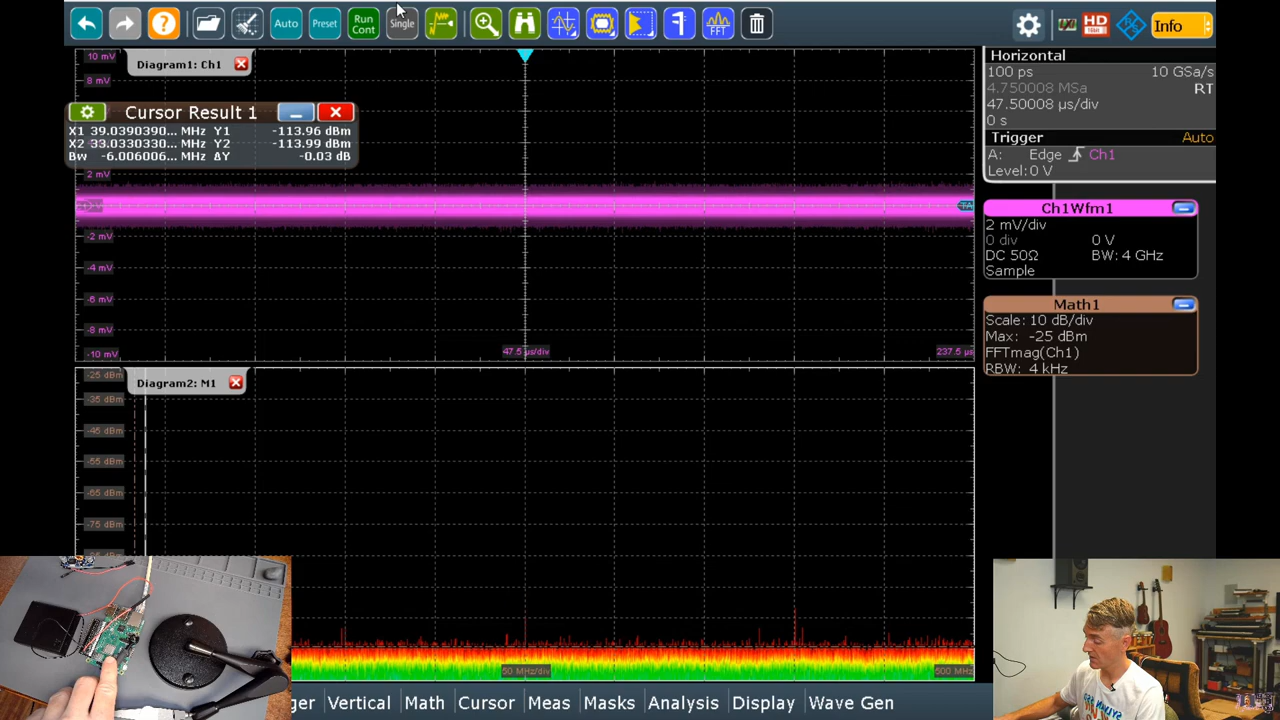 Auto
Preset
Run
Cont
Single
FFT
HD
Info
10 mV
Diagram1: Ch1
8 mV
Cursor Result 1
X1 39.0390390... MHz Y1 -113.96 dBm
X2 33.0330330... MHz Y2 -113.99 dBm
Bw -6.006006... MHz ΔY -0.03 dB
2 mV
-2 mV
-4 mV
-6 mV
-8 mV
-10 mV
47.5 µs/div
237.5 µs
Horizontal
100 ps 10 GSa/s
4.750008 MSa RT
47.50008 µs/div
0 s
Trigger Auto
A: Edge Ch1
Level: 0 V
Ch1Wfm1
2 mV/div
0 div 0 V
DC 50Ω BW: 4 GHz
Sample
Math1
Scale: 10 dB/div
Max: -25 dBm
FFTmag(Ch1)
RBW: 4 kHz
-25 dBm
Diagram2: M1
-35 dBm
-45 dBm
-55 dBm
-65 dBm
-75 dBm
50 MHz/div
500 MHz
ger Vertical Math Cursor Meas Masks Analysis Display Wave Gen